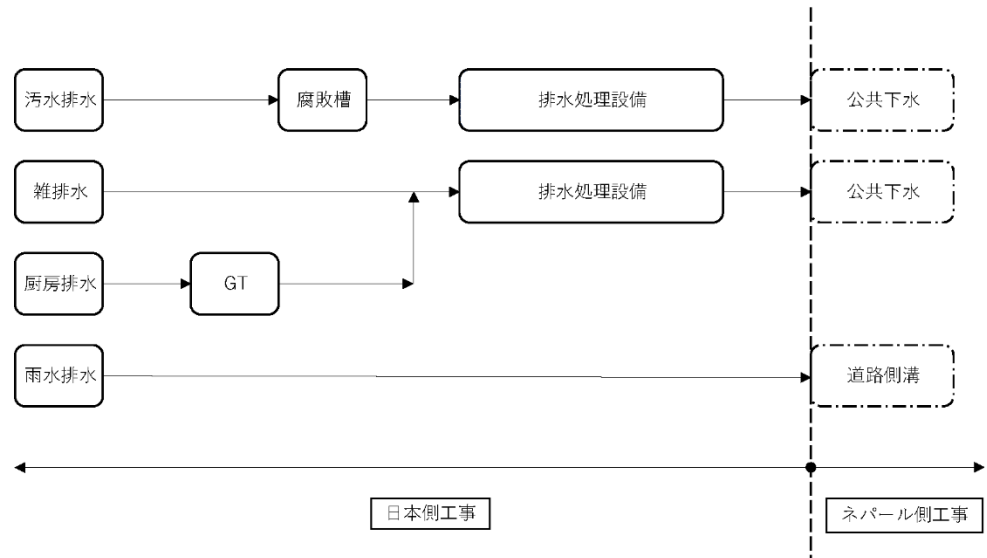 汚水排水
腐敗槽
排水処理設備
公共下水
雑排水
排水処理設備
公共下水
厨房排水
GT
雨水排水
道路側溝
日本側工事
ネパール側工事